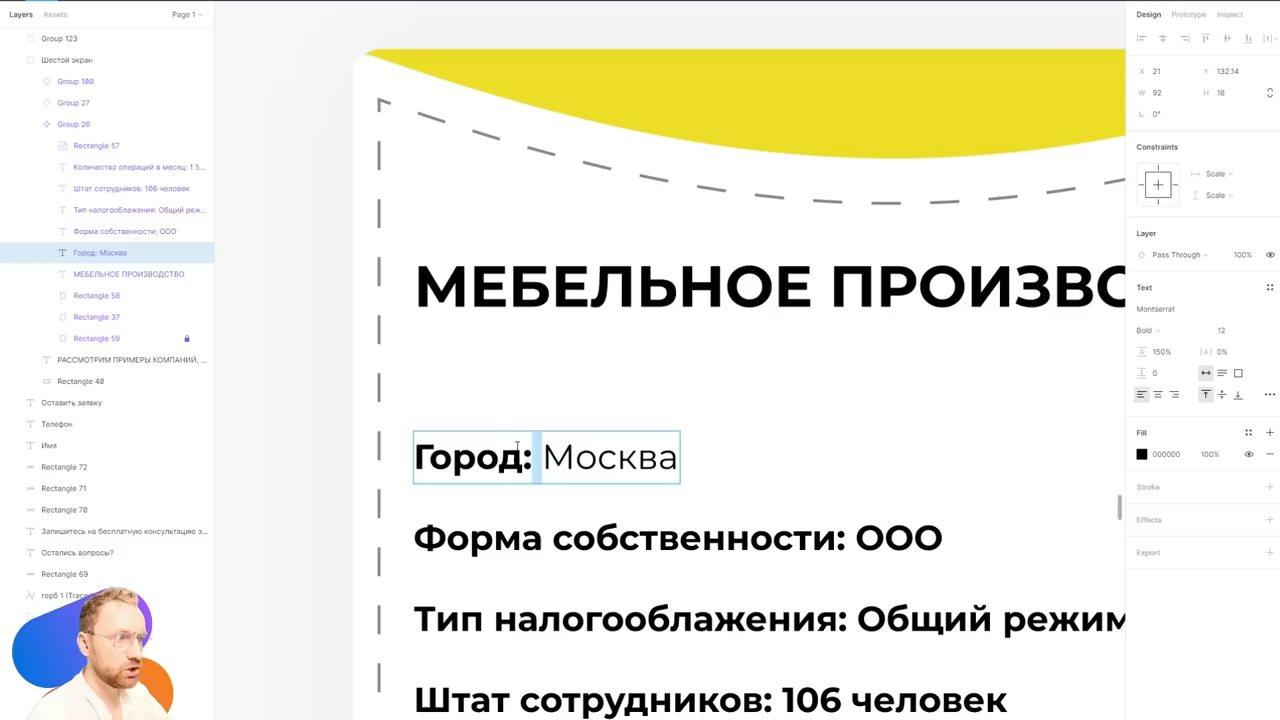 Layers
Assets
Page 1
Group 123
Шестой экран
Group 100
Group 27
Group 26
Rectangle 57
Количество операций в месяц: 1 5...
Штат сотрудников: 106 человек
Тип налогооблажения: Общий реж...
Форма собственности: ООО
Город: Москва
МЕБЕЛЬНОЕ ПРОИЗВОДСТВО
Rectangle 58
Rectangle 37
Rectangle 59
РАССМОТРИМ ПРИМЕРЫ КОМПАНИЙ, ...
Rectangle 40
Оставить заявку
Телефон
Имя
Rectangle 72
Rectangle 71
Rectangle 70
Запишитесь на бесплатную консультацию з...
Остались вопросы?
Rectangle 69
герб 1 (Trace
МЕБЕЛЬНОЕ ПРОИЗВО
Город: Москва
Форма собственности: ООО
Тип налогооблажения: Общий режим
Штат сотрудников: 106 человек
Design
Prototype
Inspect
X 21 Y 132.14
W 92 H 18
0°
Constraints
Scale
Scale
Layer
Pass Through 100%
Text
Montserrat
Bold 12
150% 0%
0
Fill
000000 100%
Stroke
Effects
Export